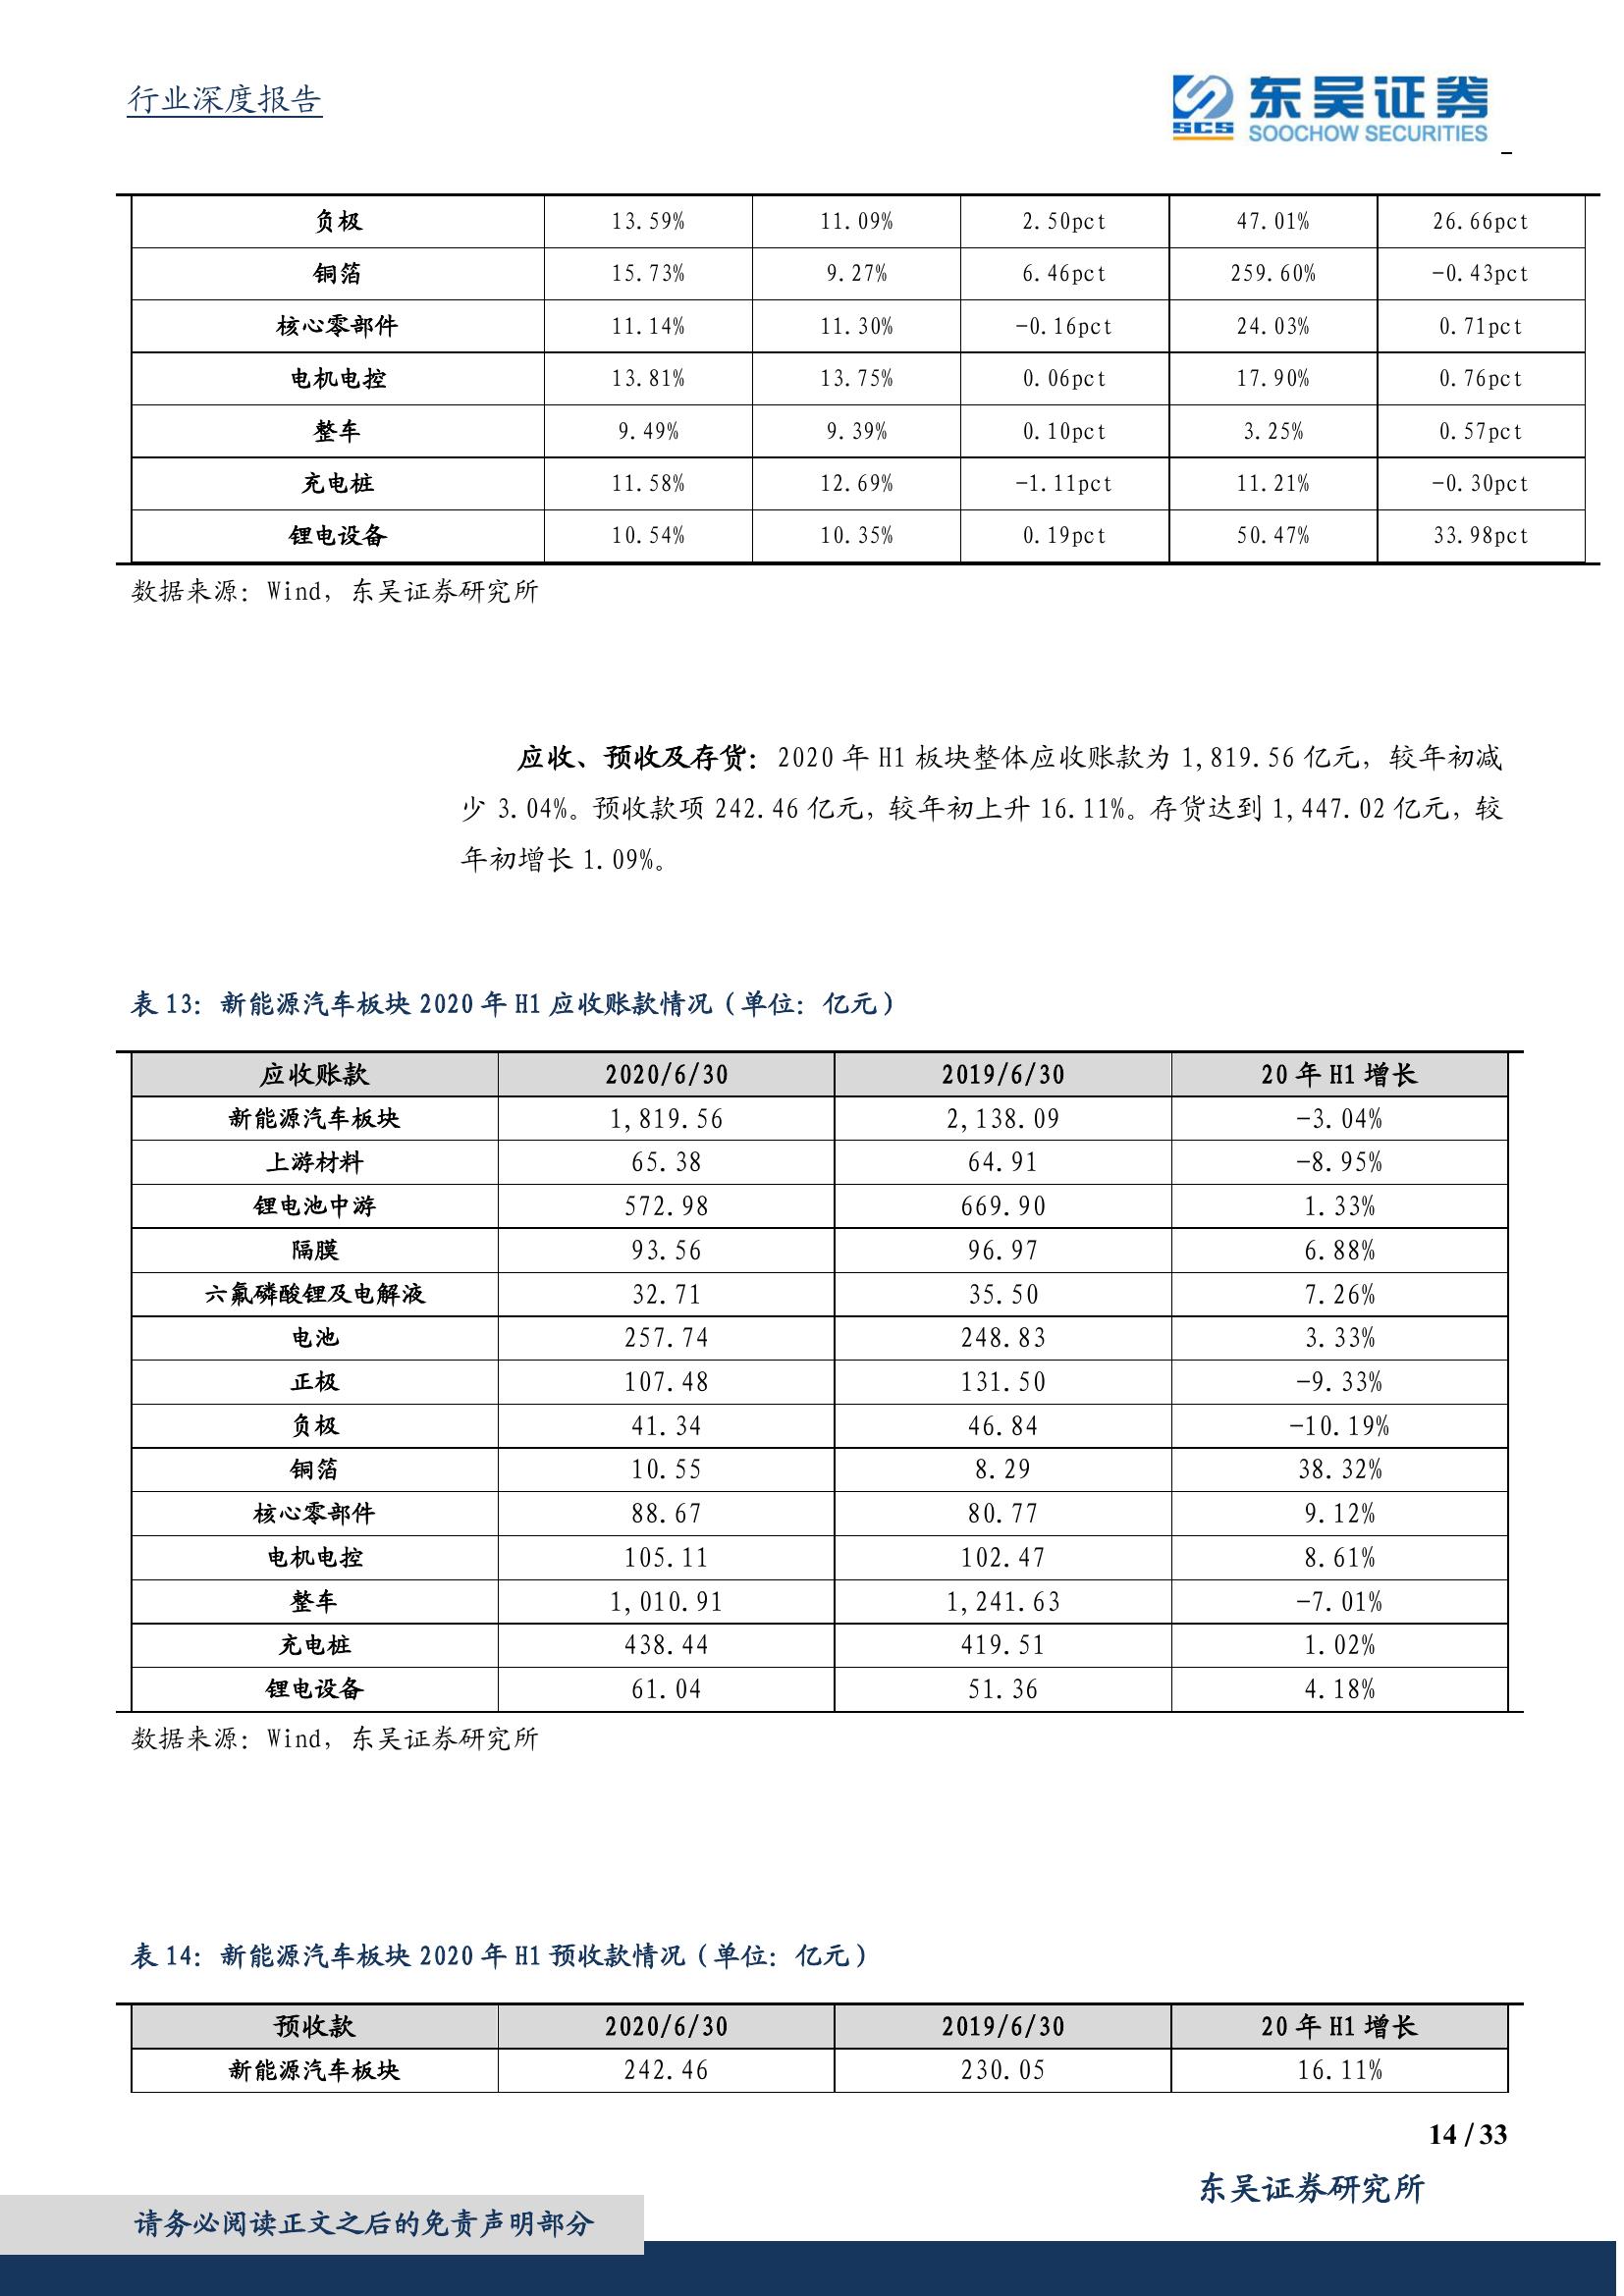 行业深度报告
东吴证券
SCS
SOOCHOW SECURITIES
负极 13.59% 11.09% 2.50pct 47.01% 26.66pct
铜箔 15.73% 9.27% 6.46pct 259.60% -0.43pct
核心零部件 11.14% 11.30% -0.16pct 24.03% 0.71pct
电机电控 13.81% 13.75% 0.06pct 17.90% 0.76pct
整车 9.49% 9.39% 0.10pct 3.25% 0.57pct
充电桩 11.58% 12.69% -1.11pct 11.21% -0.30pct
锂电设备 10.54% 10.35% 0.19pct 50.47% 33.98pct
数据来源：Wind，东吴证券研究所
应收、预收及存货：2020 年 H1 板块整体应收账款为 1,819.56 亿元，较年初减
少 3.04%。预收款项 242.46 亿元，较年初上升 16.11%。存货达到 1,447.02 亿元，较
年初增长 1.09%。
表 13：新能源汽车板块 2020 年 H1 应收账款情况（单位：亿元）
应收账款 2020/6/30 2019/6/30 20 年 H1 增长
新能源汽车板块 1,819.56 2,138.09 -3.04%
上游材料 65.38 64.91 -8.95%
锂电池中游 572.98 669.90 1.33%
隔膜 93.56 96.97 6.88%
六氟磷酸锂及电解液 32.71 35.50 7.26%
电池 257.74 248.83 3.33%
正极 107.48 131.50 -9.33%
负极 41.34 46.84 -10.19%
铜箔 10.55 8.29 38.32%
核心零部件 88.67 80.77 9.12%
电机电控 105.11 102.47 8.61%
整车 1,010.91 1,241.63 -7.01%
充电桩 438.44 419.51 1.02%
锂电设备 61.04 51.36 4.18%
数据来源：Wind，东吴证券研究所
表 14：新能源汽车板块 2020 年 H1 预收款情况（单位：亿元）
预收款 2020/6/30 2019/6/30 20 年 H1 增长
新能源汽车板块 242.46 230.05 16.11%
14 / 33
东吴证券研究所
请务必阅读正文之后的免责声明部分